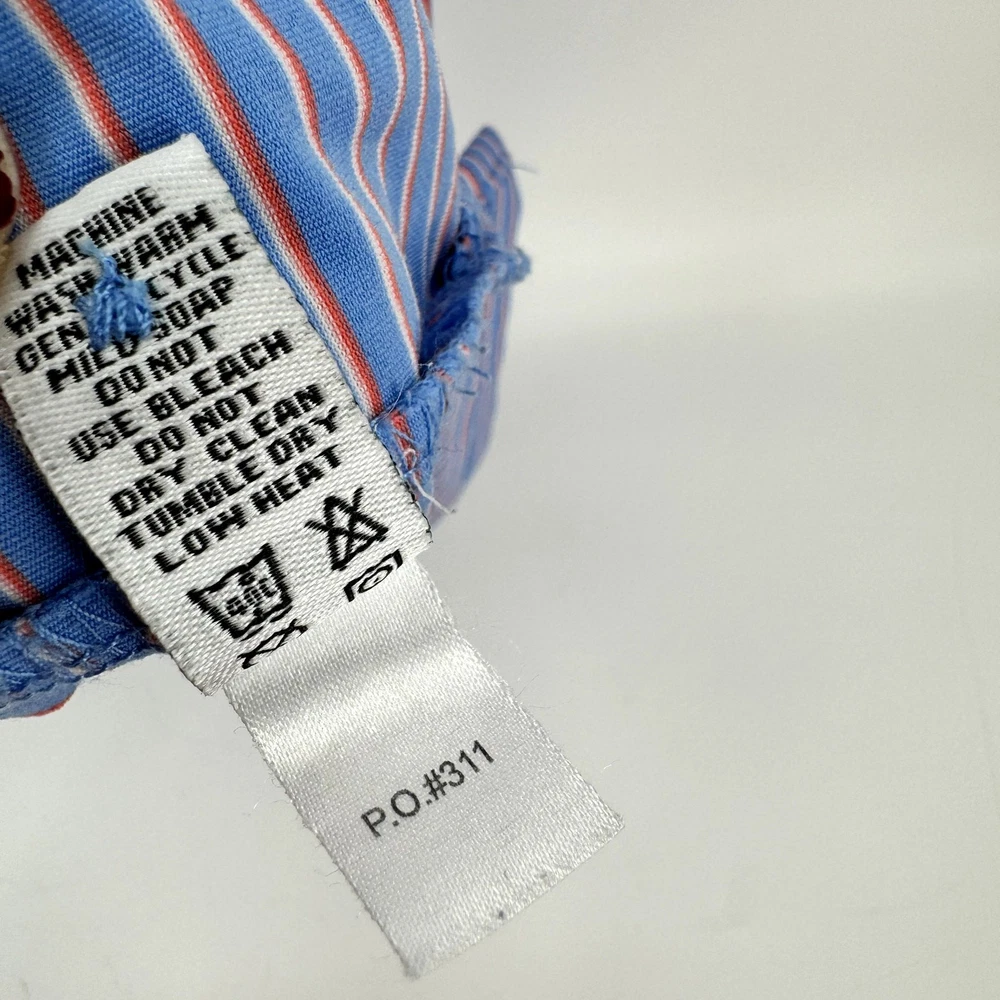 MACHINE
WASH WARM
GEN CYCLE
MILD SOAP
DO NOT
USE BLEACH
DO NOT
DRY CLEAN
TUMBLE DRY
LOW HEAT
P.O.#311